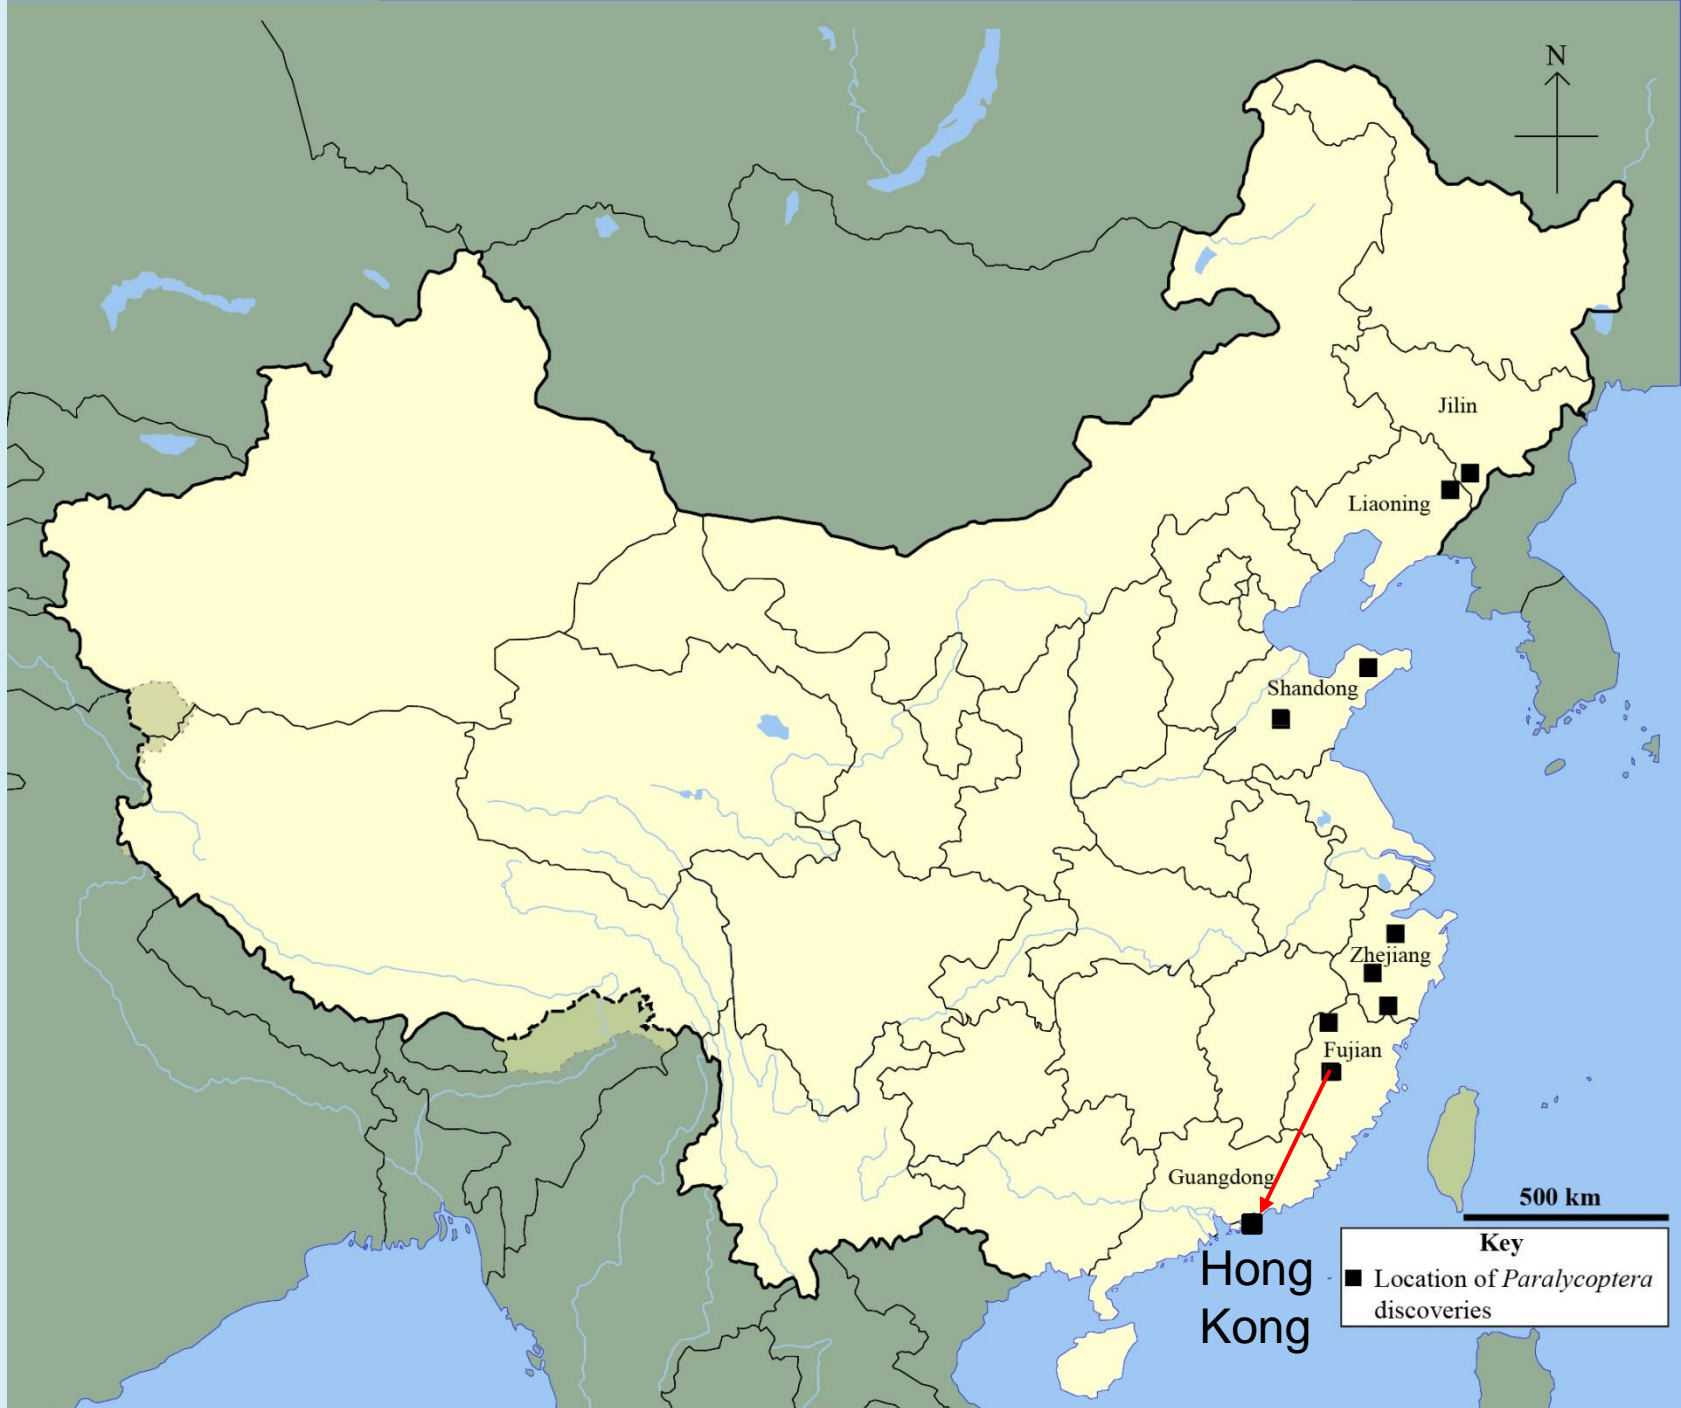 N
Jilin
Liaoning
Shandong
Zhejiang
Fujian
Guangdong
Hong
Kong
500 km
Key
Location of Paralycoptera
discoveries